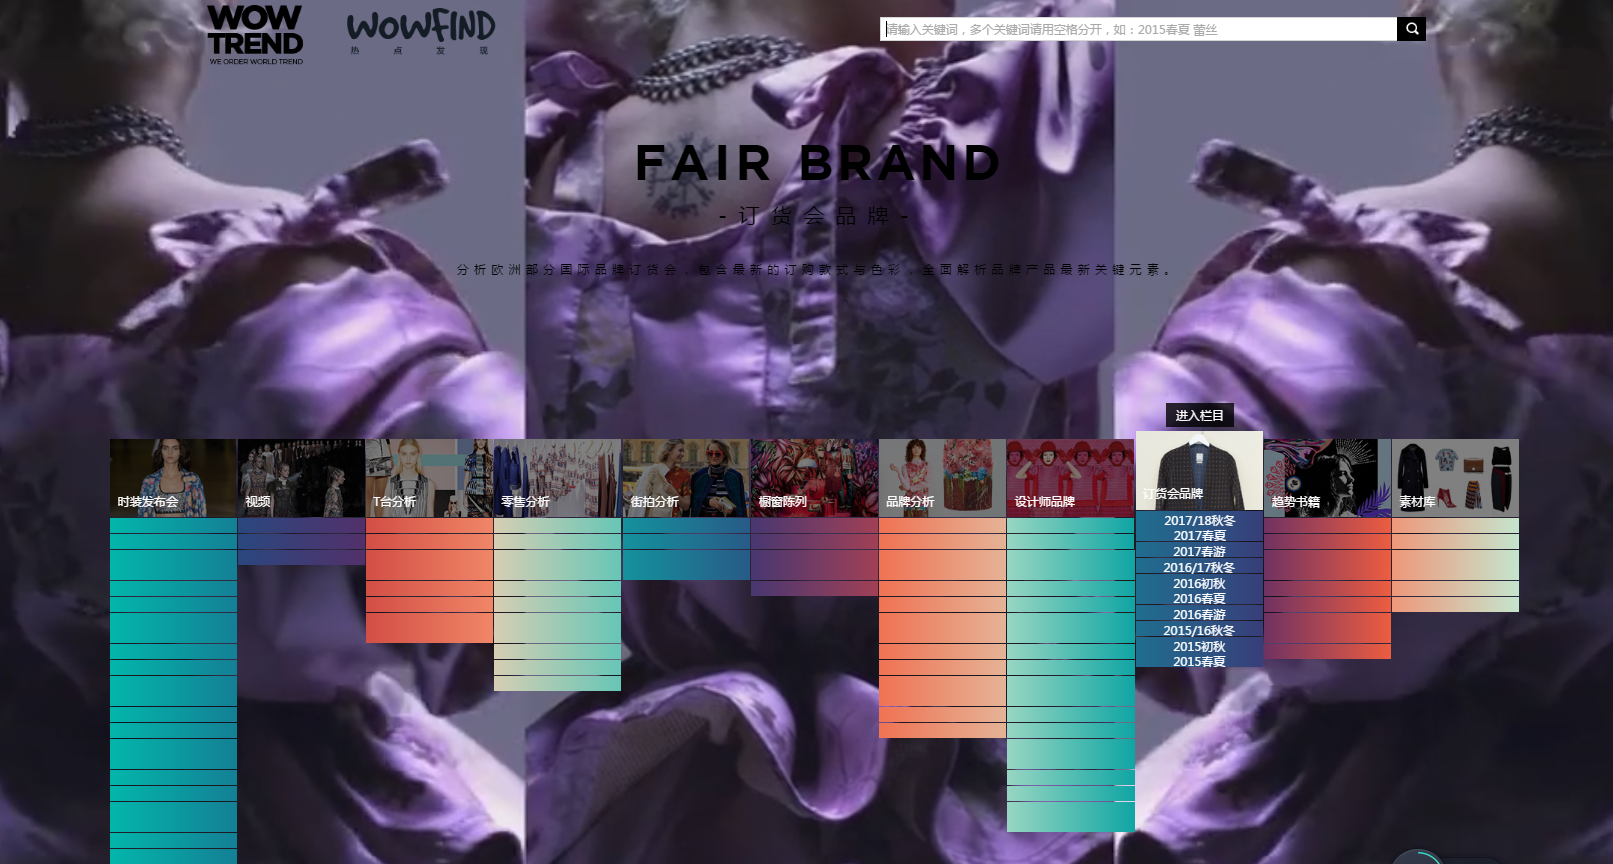 WOW
TREND
WE ORDER WORLD TREND
WOWFIND
热点发现
请输入关键词，多个关键词请用空格分开，如：2015春夏 蕾丝
FAIR BRAND
-订货会品牌-
分析欧洲部分国际品牌订货会，包含最新的订购款式与色彩，全面解析品牌产品最新关键元素。
进入栏目
时装发布会
视频
T台分析
零售分析
街拍分析
橱窗陈列
品牌分析
设计师品牌
订货会品牌
趋势书籍
素材库
2017/18秋冬
2017春夏
2017春游
2016/17秋冬
2016初秋
2016春夏
2016春游
2015/16秋冬
2015初秋
2015春夏